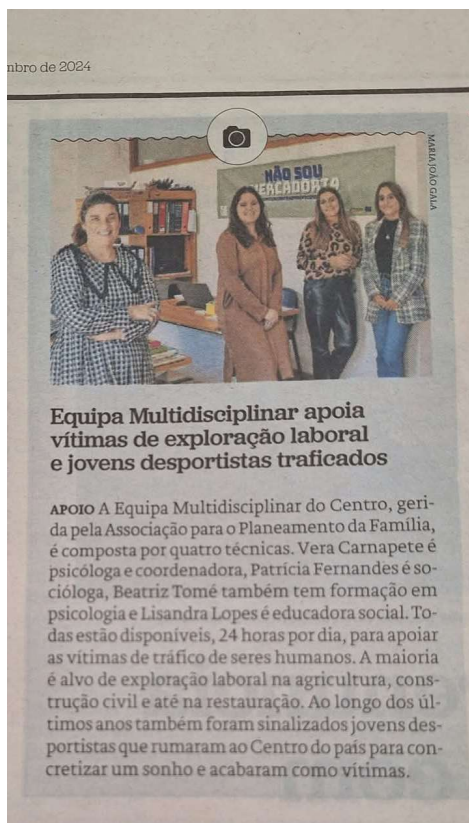 mbro de 2024
MARIA JOÃO GALA
NÃO SOU
MERCADORIA
Equipa Multidisciplinar apoia
vítimas de exploração laboral
e jovens desportistas traficados
APOIO A Equipa Multidisciplinar do Centro, geri-
da pela Associação para o Planeamento da Família,
é composta por quatro técnicas. Vera Carnapete é
psicóloga e coordenadora, Patrícia Fernandes é so-
cióloga, Beatriz Tomé também tem formação em
psicologia e Lisandra Lopes é educadora social. To-
das estão disponíveis, 24 horas por dia, para apoiar
as vítimas de tráfico de seres humanos. A maioria
é alvo de exploração laboral na agricultura, cons-
trução civil e até na restauração. Ao longo dos úl-
timos anos também foram sinalizados jovens des-
portistas que rumaram ao Centro do país para con-
cretizar um sonho e acabaram como vítimas.